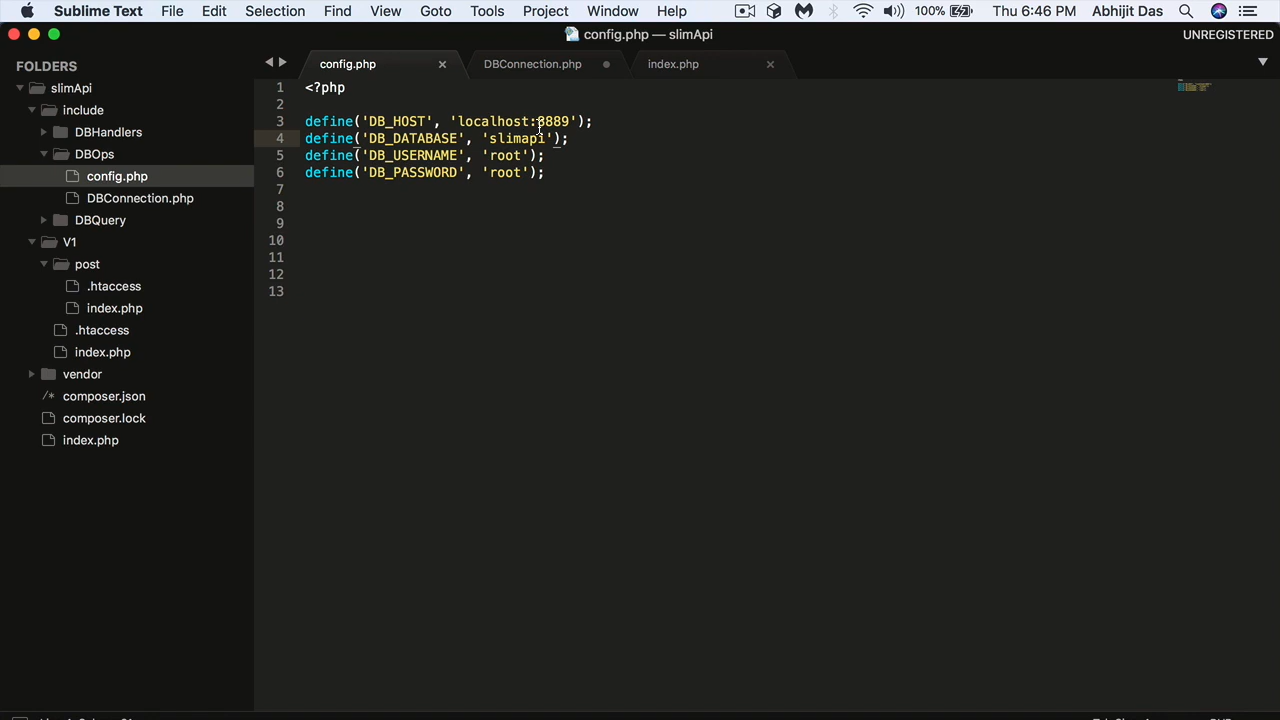 Sublime Text File Edit Selection Find View Goto Tools Project Window Help 100% Thu 6:46 PM Abhijit Das
config.php — slimApi UNREGISTERED
FOLDERS
slimApi
include
DBHandlers
DBOps
config.php
DBConnection.php
DBQuery
V1
post
.htaccess
index.php
.htaccess
index.php
vendor
/* composer.json
composer.lock
index.php
config.php DBConnection.php index.php
1 <?php
2
3 define('DB_HOST', 'localhost:8889');
4 define('DB_DATABASE', 'slimapi');
5 define('DB_USERNAME', 'root');
6 define('DB_PASSWORD', 'root');
7
8
9
10
11
12
13